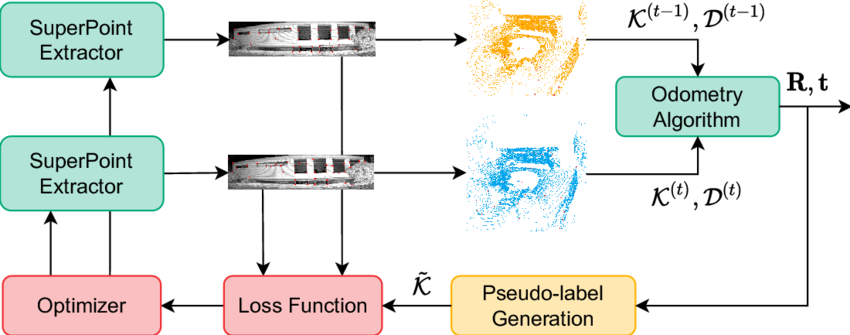 SuperPoint
Extractor
𝒦^(t−1), 𝒟^(t−1)
Odometry
Algorithm
R, t
SuperPoint
Extractor
𝒦^(t), 𝒟^(t)
Optimizer
Loss Function
𝒦̃
Pseudo-label
Generation